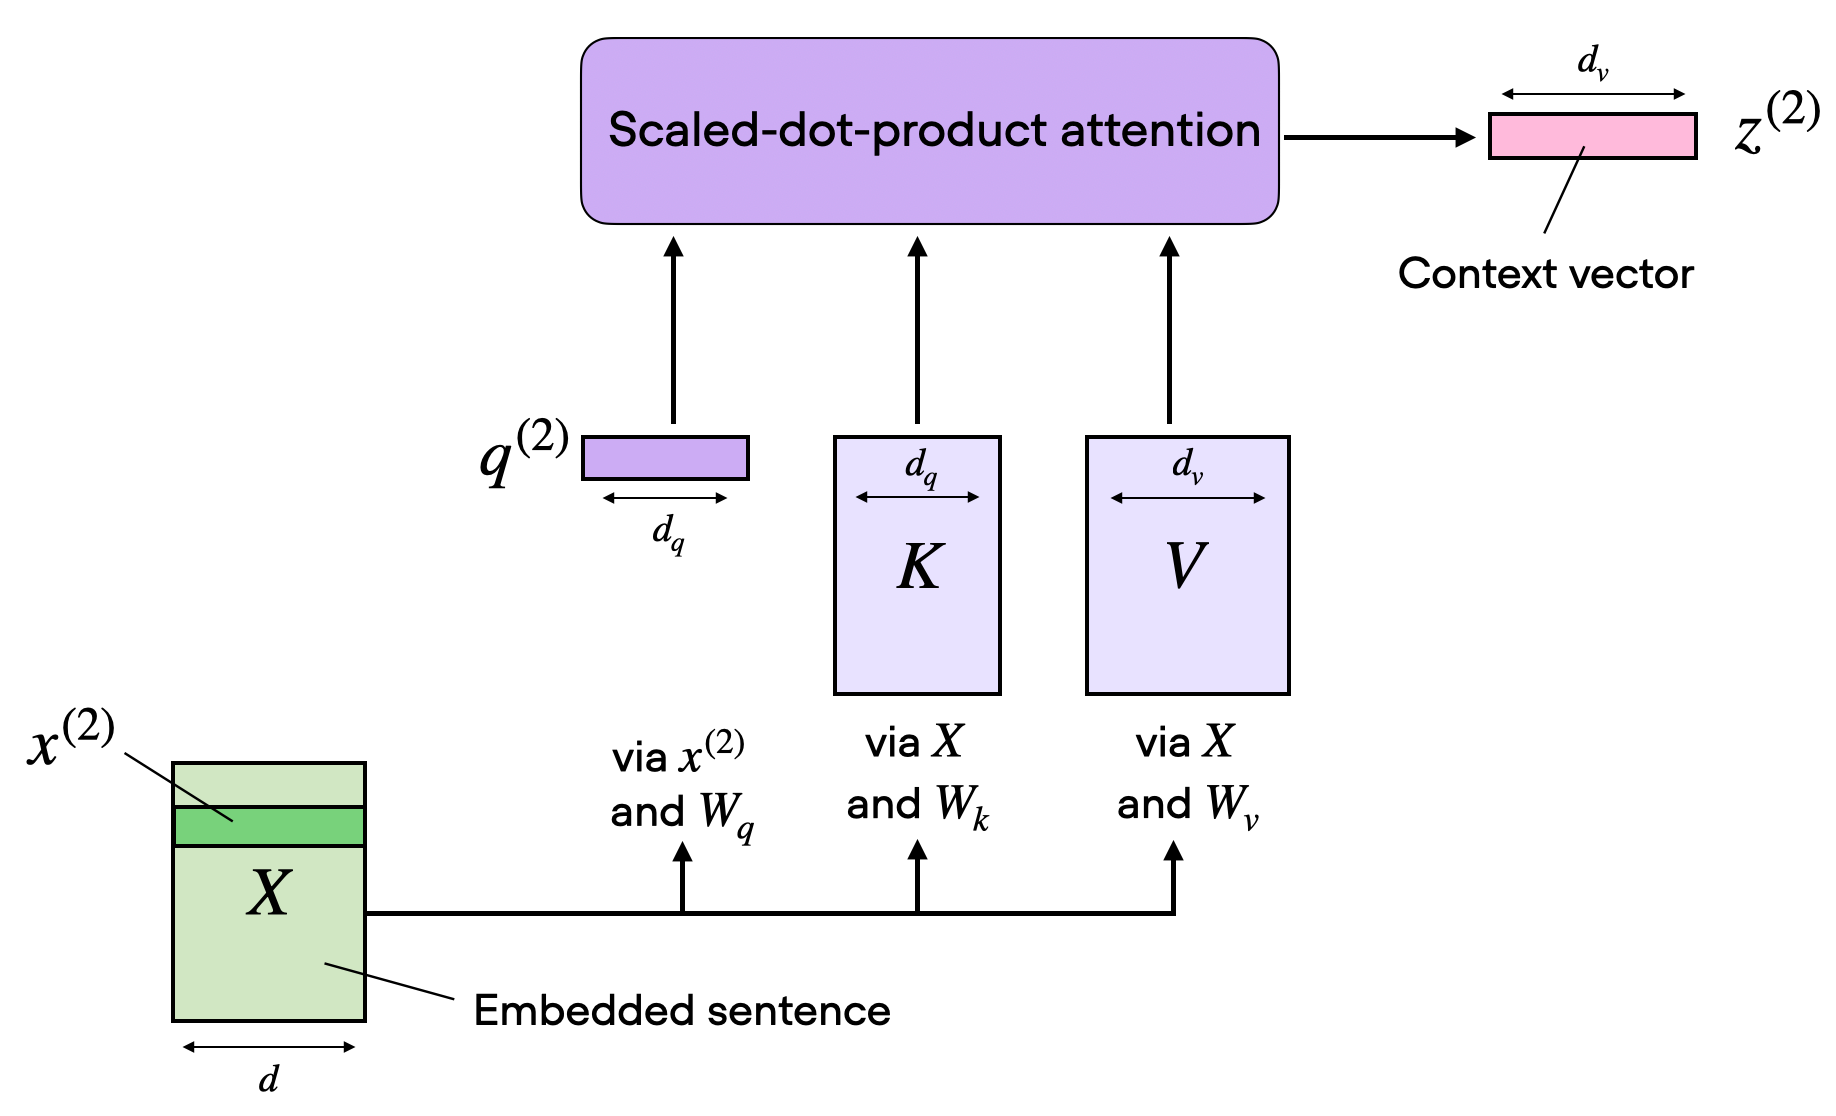 d_v
Scaled-dot-product attention
z^(2)
Context vector
q^(2)
d_q
d_q
K
d_v
V
x^(2)
via x^(2)
and W_q
via X
and W_k
via X
and W_v
X
Embedded sentence
d